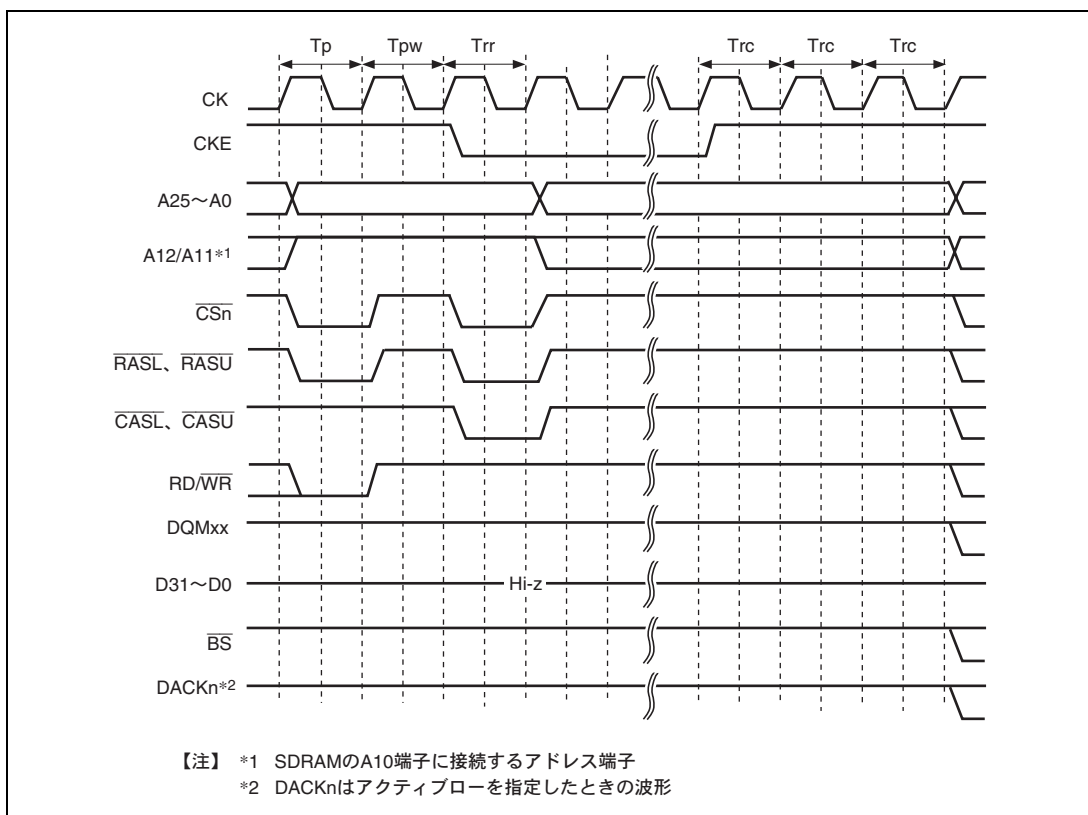 Tp Tpw Trr Trc Trc Trc
CK
CKE
A25～A0
A12/A11*1
CSn
RASL、RASU
CASL、CASU
RD/WR
DQMxx
D31～D0 Hi-z
BS
DACKn*2
【注】 *1 SDRAMのA10端子に接続するアドレス端子
*2 DACKnはアクティブローを指定したときの波形